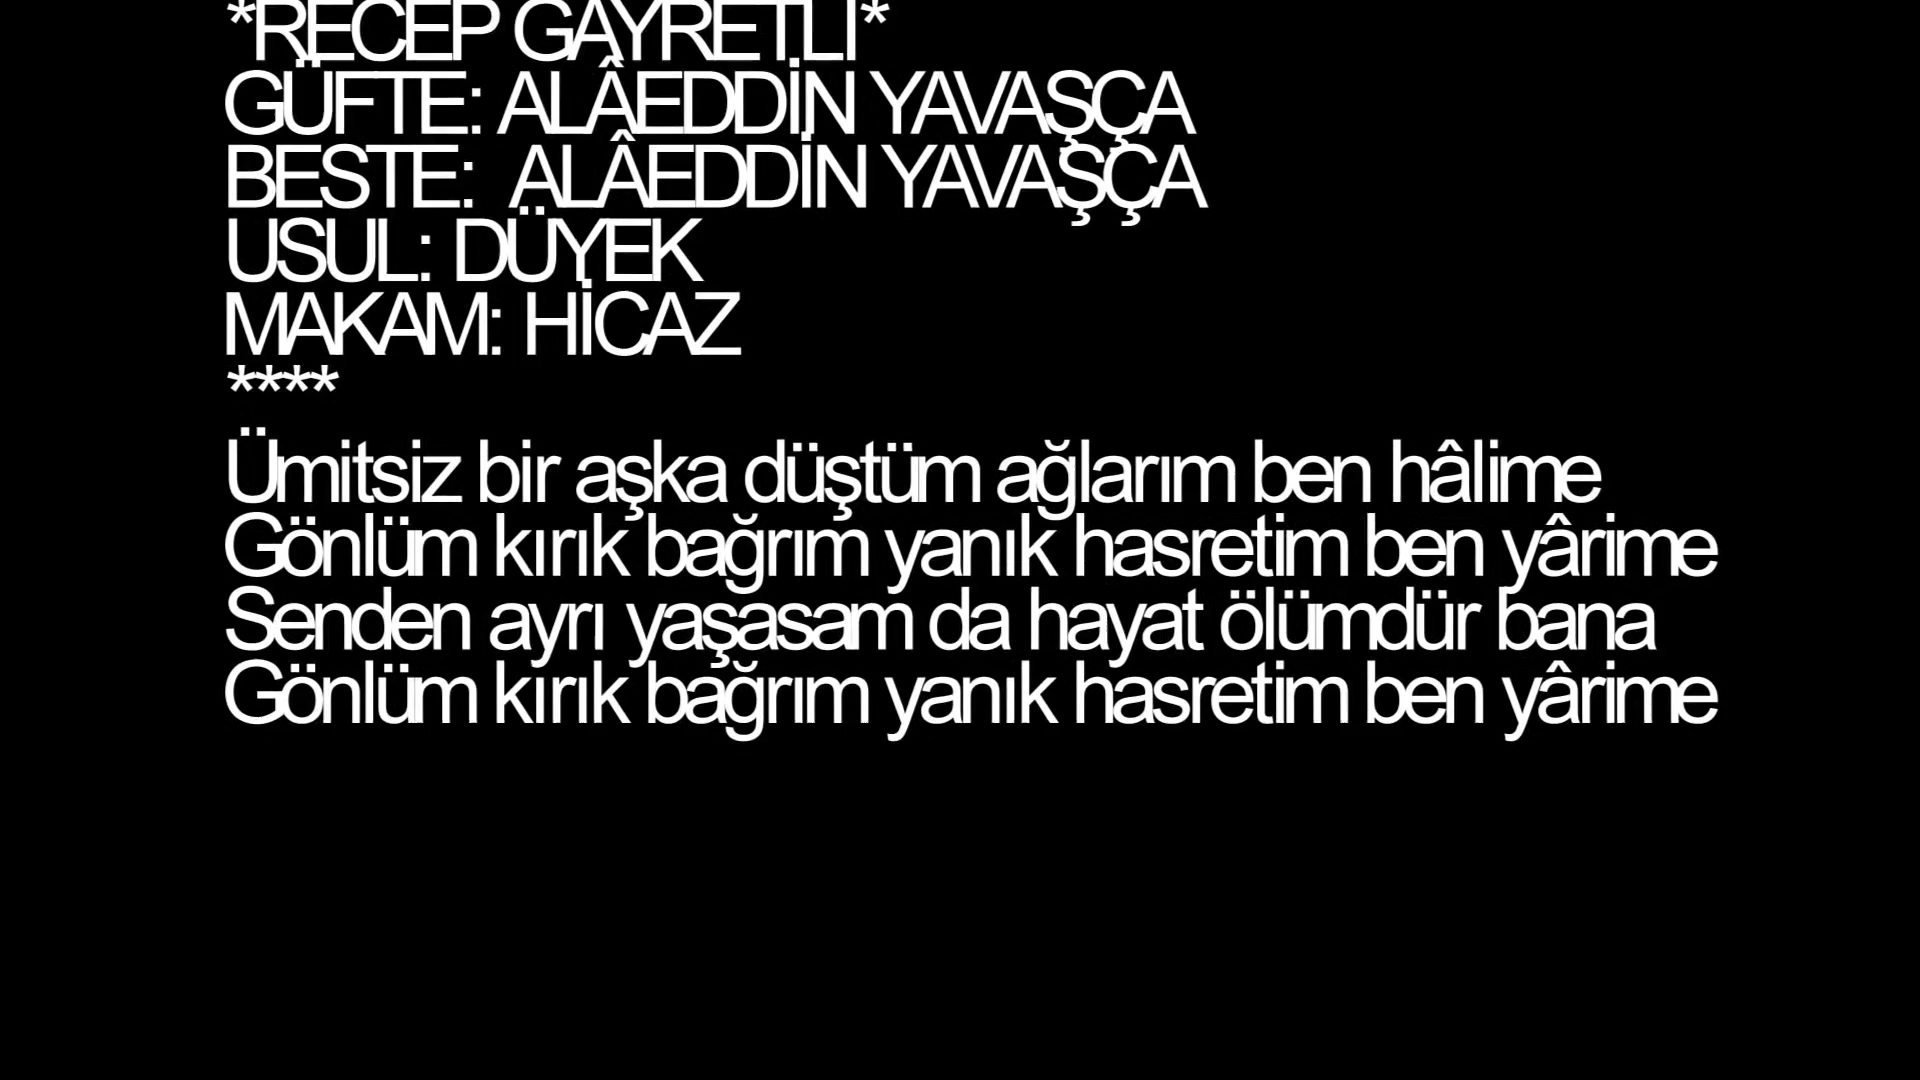 *RECEP GAYRETLİ*
GÜFTE: ALÂEDDİN YAVAŞÇA
BESTE:  ALÂEDDİN YAVAŞÇA
USUL: DÜYEK
MAKAM: HİCAZ
****
Ümitsiz bir aşka düştüm ağlarım ben hâlime
Gönlüm kırık bağrım yanık hasretim ben yârime
Senden ayrı yaşasam da hayat ölümdür bana
Gönlüm kırık bağrım yanık hasretim ben yârime